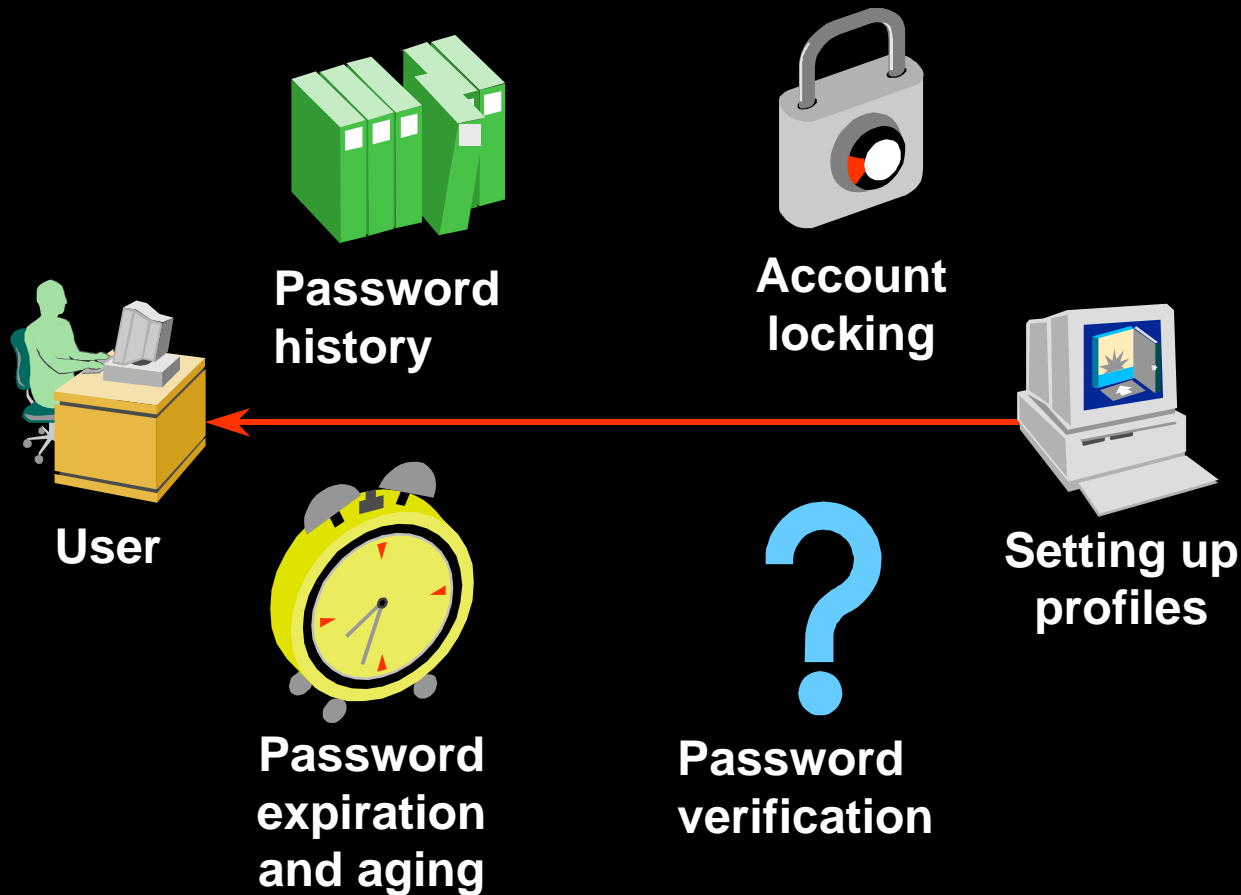 Password
history
Account
locking
User
Setting up
profiles
Password
expiration
and aging
Password
verification